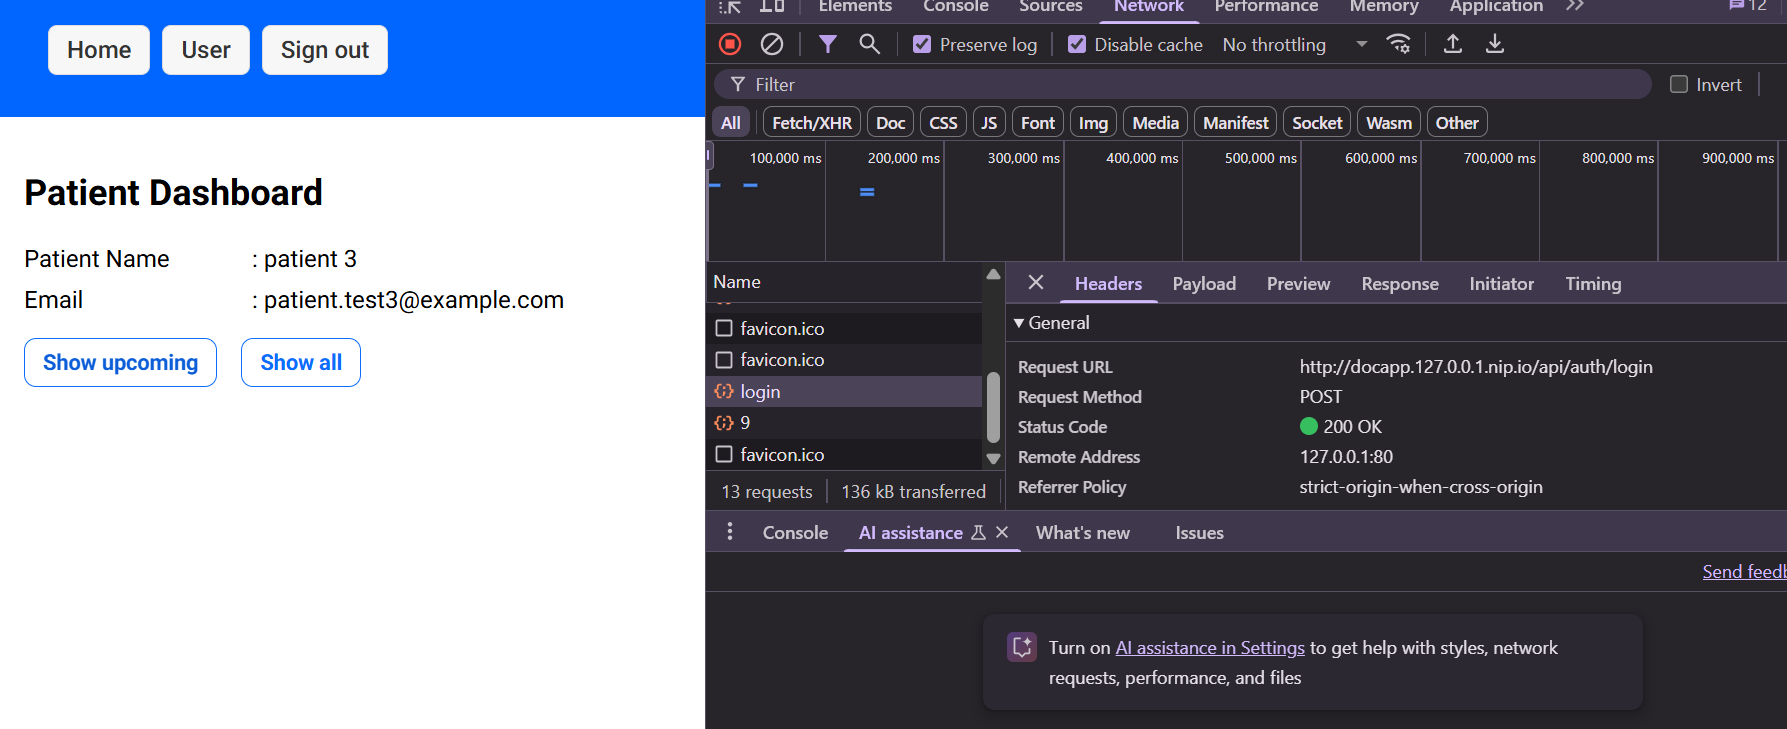 Home User Sign out
Patient Dashboard
Patient Name : patient 3
Email : patient.test3@example.com
Show upcoming Show all
Elements Console Sources Network Performance Memory Application 12
Preserve log Disable cache No throttling
Filter Invert
All Fetch/XHR Doc CSS JS Font Img Media Manifest Socket Wasm Other
100,000 ms 200,000 ms 300,000 ms 400,000 ms 500,000 ms 600,000 ms 700,000 ms 800,000 ms 900,000 ms
Name
favicon.ico
favicon.ico
login
9
favicon.ico
13 requests 136 kB transferred
Headers Payload Preview Response Initiator Timing
General
Request URL http://docapp.127.0.0.1.nip.io/api/auth/login
Request Method POST
Status Code 200 OK
Remote Address 127.0.0.1:80
Referrer Policy strict-origin-when-cross-origin
Console AI assistance What's new Issues
Send feedb
Turn on AI assistance in Settings to get help with styles, network
requests, performance, and files